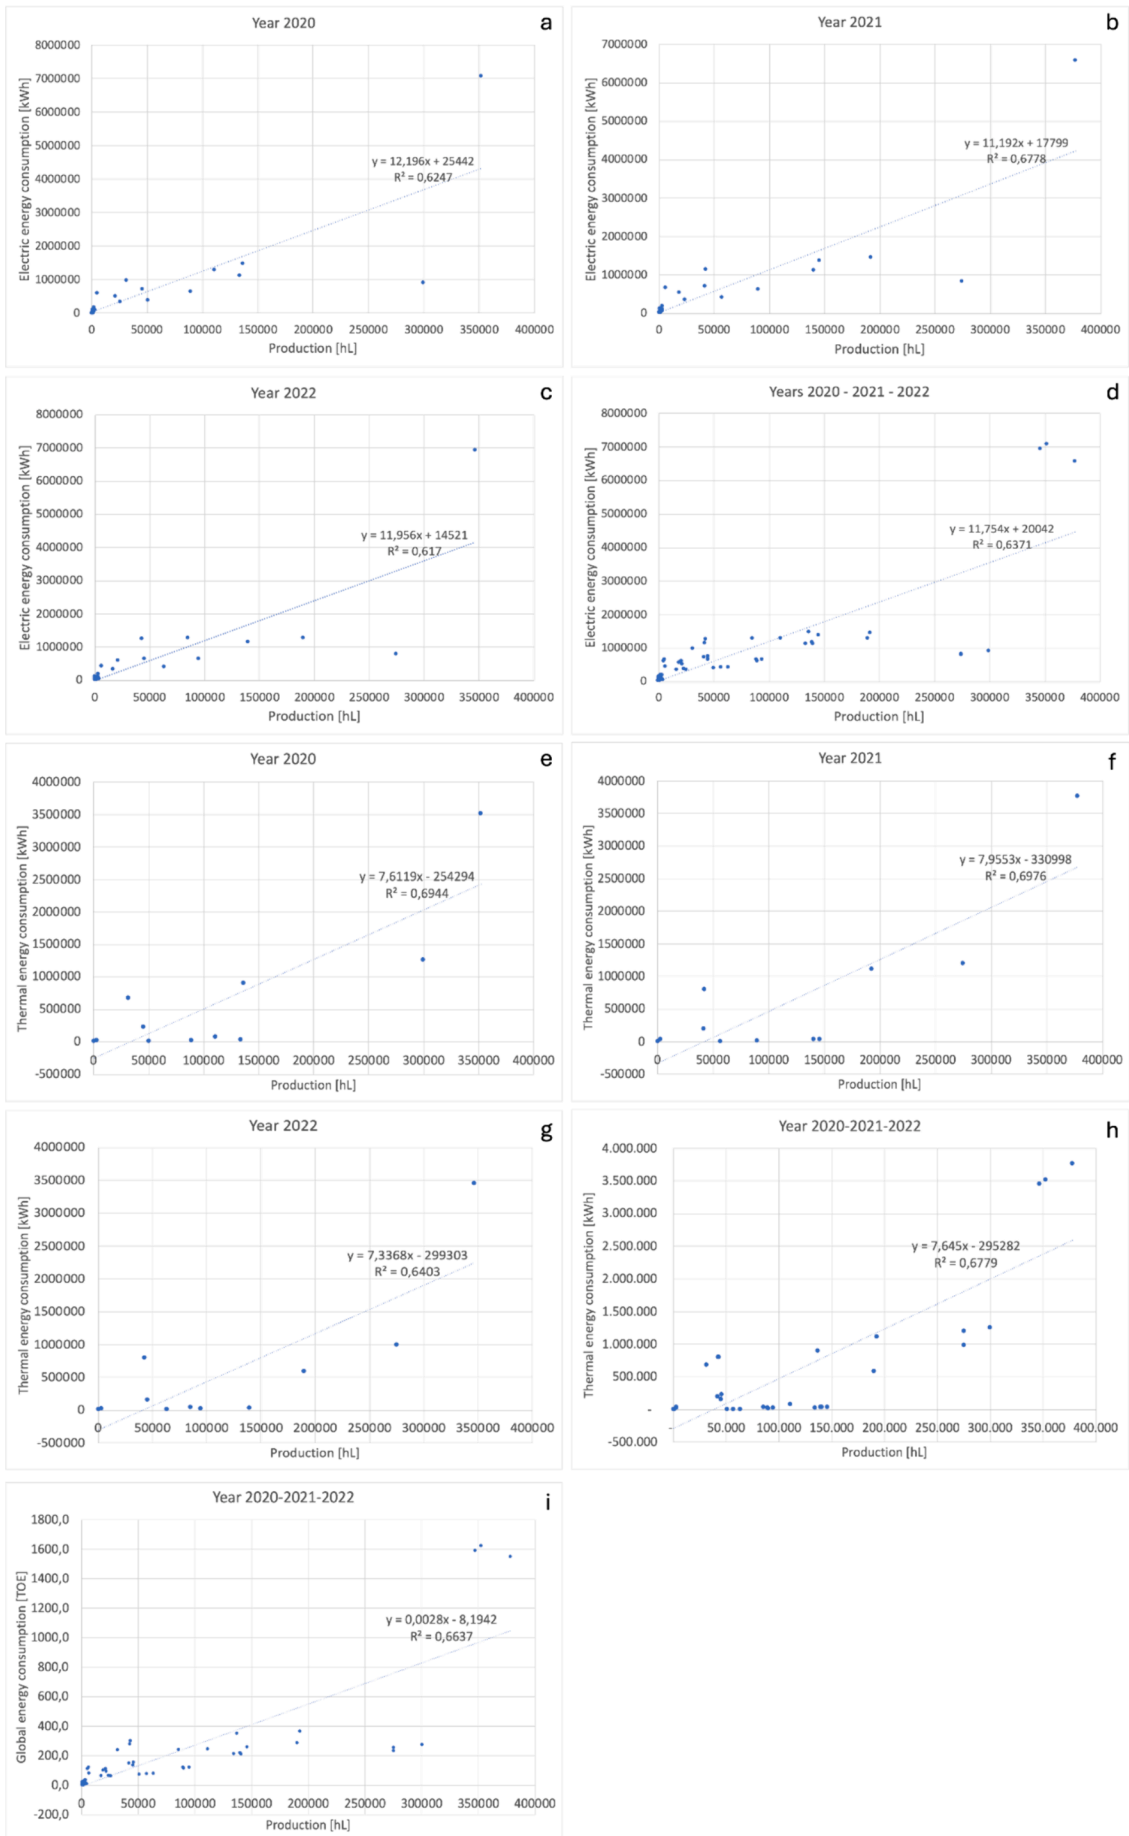 Year 2020
a
8000000
7000000
6000000
5000000
4000000
3000000
2000000
1000000
0
Electric energy consumption [kWh]
y = 12,196x + 25442
R² = 0,6247
0 50000 100000 150000 200000 250000 300000 350000 400000
Production [hL]
Year 2021
b
7000000
6000000
5000000
4000000
3000000
2000000
1000000
0
Electric energy consumption [kWh]
y = 11,192x + 17799
R² = 0,6778
0 50000 100000 150000 200000 250000 300000 350000 400000
Production [hL]
Year 2022
c
8000000
7000000
6000000
5000000
4000000
3000000
2000000
1000000
0
Electric energy consumption [kWh]
y = 11,956x + 14521
R² = 0,617
0 50000 100000 150000 200000 250000 300000 350000 400000
Production [hL]
Years 2020 - 2021 - 2022
d
8000000
7000000
6000000
5000000
4000000
3000000
2000000
1000000
0
Electric energy consumption [kWh]
y = 11,754x + 20042
R² = 0,6371
0 50000 100000 150000 200000 250000 300000 350000 400000
Production [hL]
Year 2020
e
4000000
3500000
3000000
2500000
2000000
1500000
1000000
500000
0
-500000
Thermal energy consumption [kWh]
y = 7,6119x - 254294
R² = 0,6944
0 50000 100000 150000 200000 250000 300000 350000 400000
Production [hL]
Year 2021
f
4000000
3500000
3000000
2500000
2000000
1500000
1000000
500000
0
-500000
Thermal energy consumption [kWh]
y = 7,9553x - 330998
R² = 0,6976
0 50000 100000 150000 200000 250000 300000 350000 400000
Production [hL]
Year 2022
g
4000000
3500000
3000000
2500000
2000000
1500000
1000000
500000
0
-500000
Thermal energy consumption [kWh]
y = 7,3368x - 299303
R² = 0,6403
0 50000 100000 150000 200000 250000 300000 350000 400000
Production [hL]
Year 2020-2021-2022
h
4.000.000
3.500.000
3.000.000
2.500.000
2.000.000
1.500.000
1.000.000
500.000
-
-500.000
Thermal energy consumption [kWh]
y = 7,645x - 295282
R² = 0,6779
- 50.000 100.000 150.000 200.000 250.000 300.000 350.000 400.000
Production [hL]
Year 2020-2021-2022
i
1800,0
1600,0
1400,0
1200,0
1000,0
800,0
600,0
400,0
200,0
0,0
-200,0
Global energy consumption [TOE]
y = 0,0028x - 8,1942
R² = 0,6637
0 50000 100000 150000 200000 250000 300000 350000 400000
Production [hL]